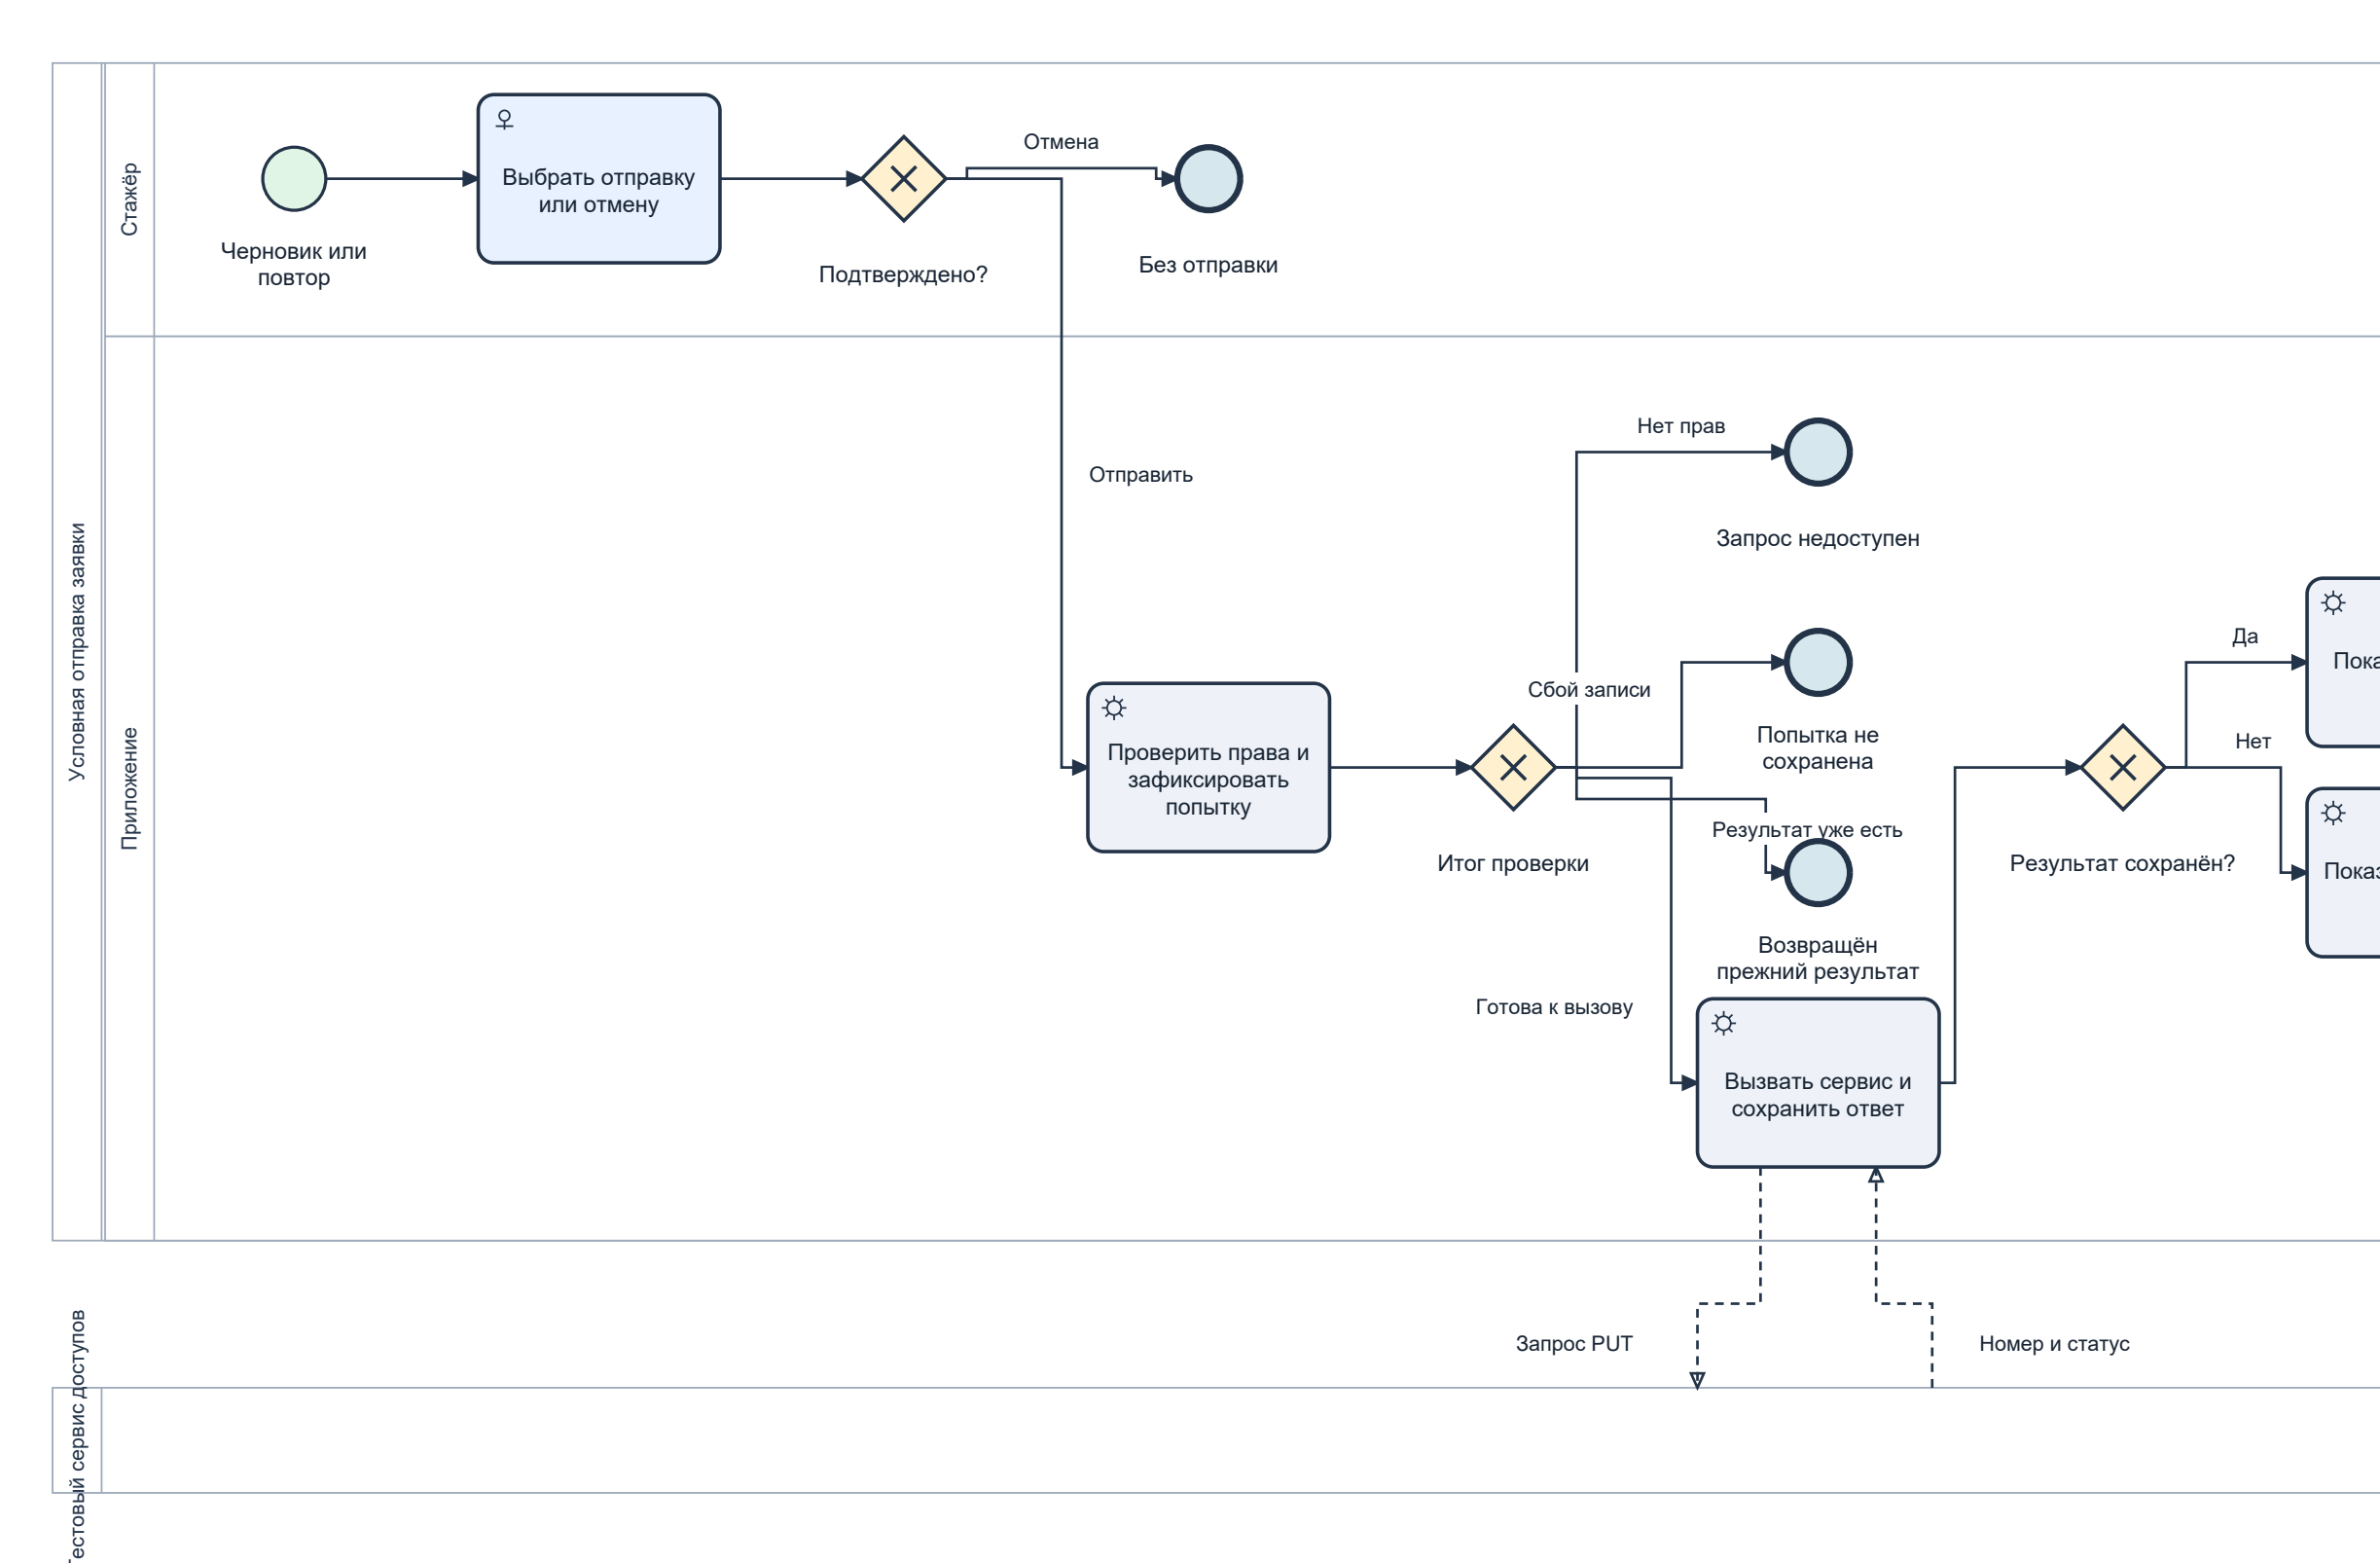 Условная отправка заявки
Стажёр
Черновик или
повтор
Выбрать отправку
или отмену
Подтверждено?
Отмена
Без отправки
Приложение
Отправить
Проверить права и
зафиксировать
попытку
Итог проверки
Нет прав
Запрос недоступен
Сбой записи
Попытка не
сохранена
Результат уже есть
Возвращён
прежний результат
Готова к вызову
Вызвать сервис и
сохранить ответ
Результат сохранён?
Да
Нет
Запрос PUT
Номер и статус
сервис доступов